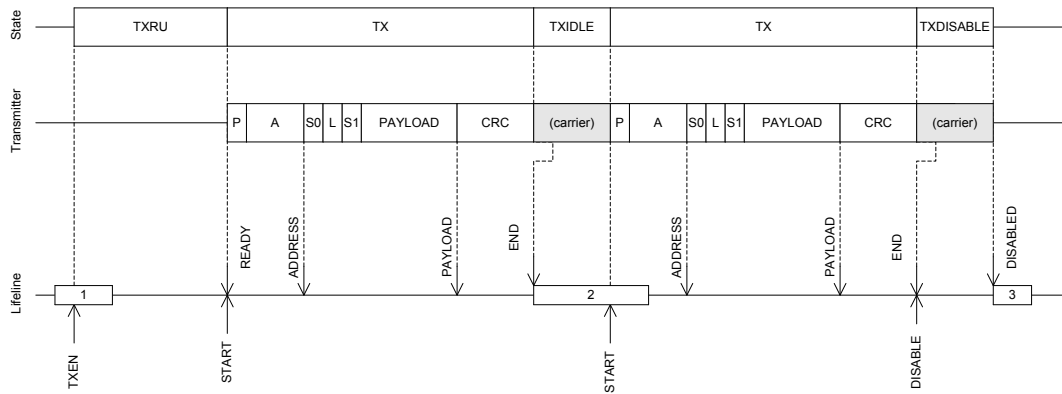 State
TXRU
TX
TXIDLE
TX
TXDISABLE
Transmitter
P
A
S0
L
S1
PAYLOAD
CRC
(carrier)
P
A
S0
L
S1
PAYLOAD
CRC
(carrier)
READY
ADDRESS
PAYLOAD
END
ADDRESS
PAYLOAD
END
DISABLED
Lifeline
1
2
3
TXEN
START
START
DISABLE